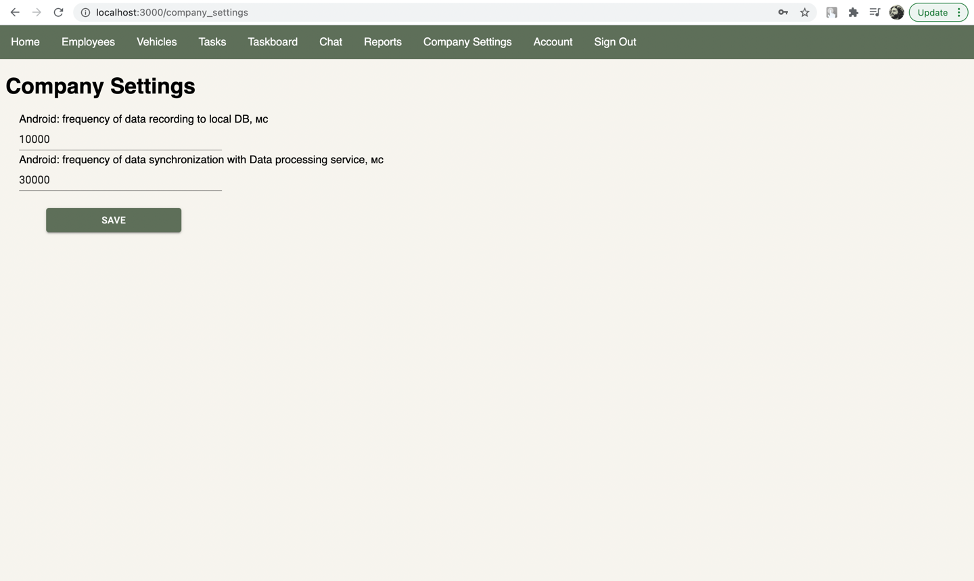 localhost:3000/company_settings
Update
Home Employees Vehicles Tasks Taskboard Chat Reports Company Settings Account Sign Out
Company Settings
Android: frequency of data recording to local DB, мс
10000
Android: frequency of data synchronization with Data processing service, мс
30000
SAVE